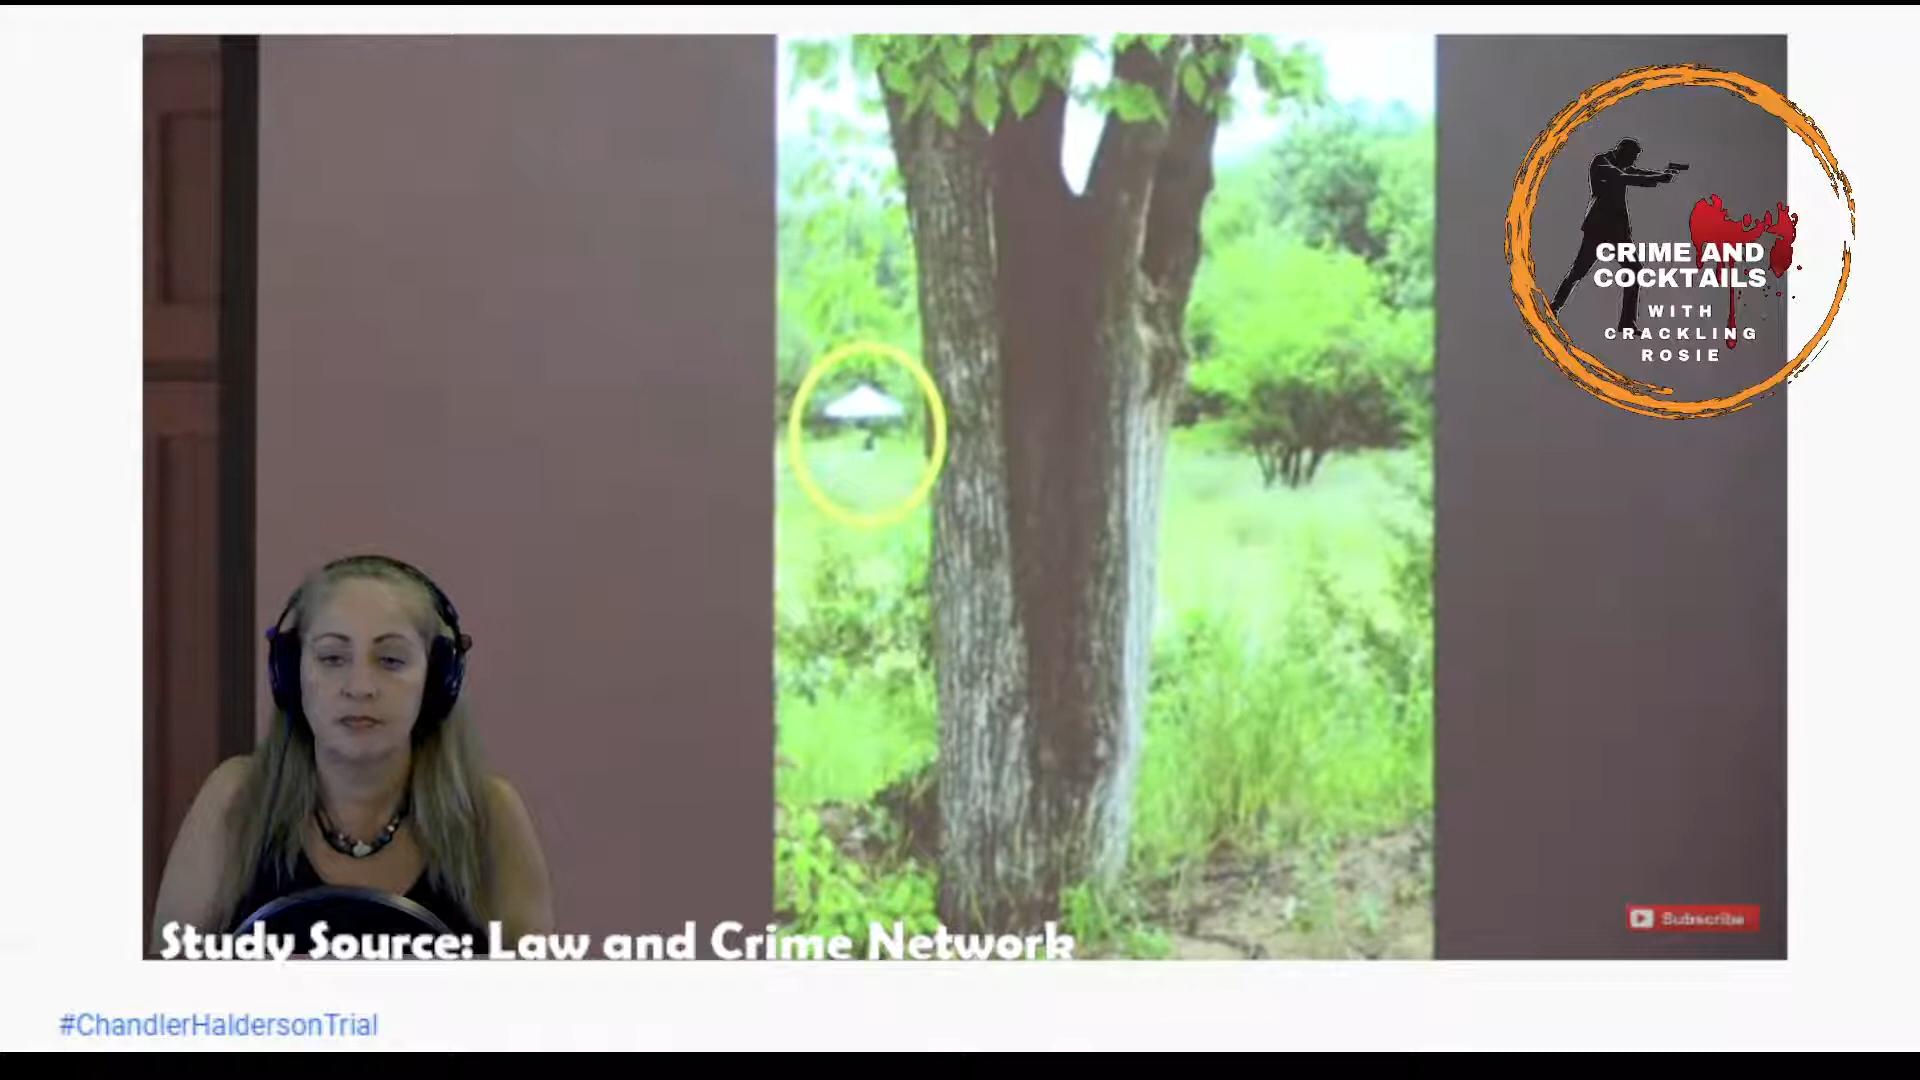 CRIME AND
COCKTAILS
WITH
CRACKLING
ROSIE
Subscribe
Study Source: Law and Crime Network
#ChandlerHaldersonTrial